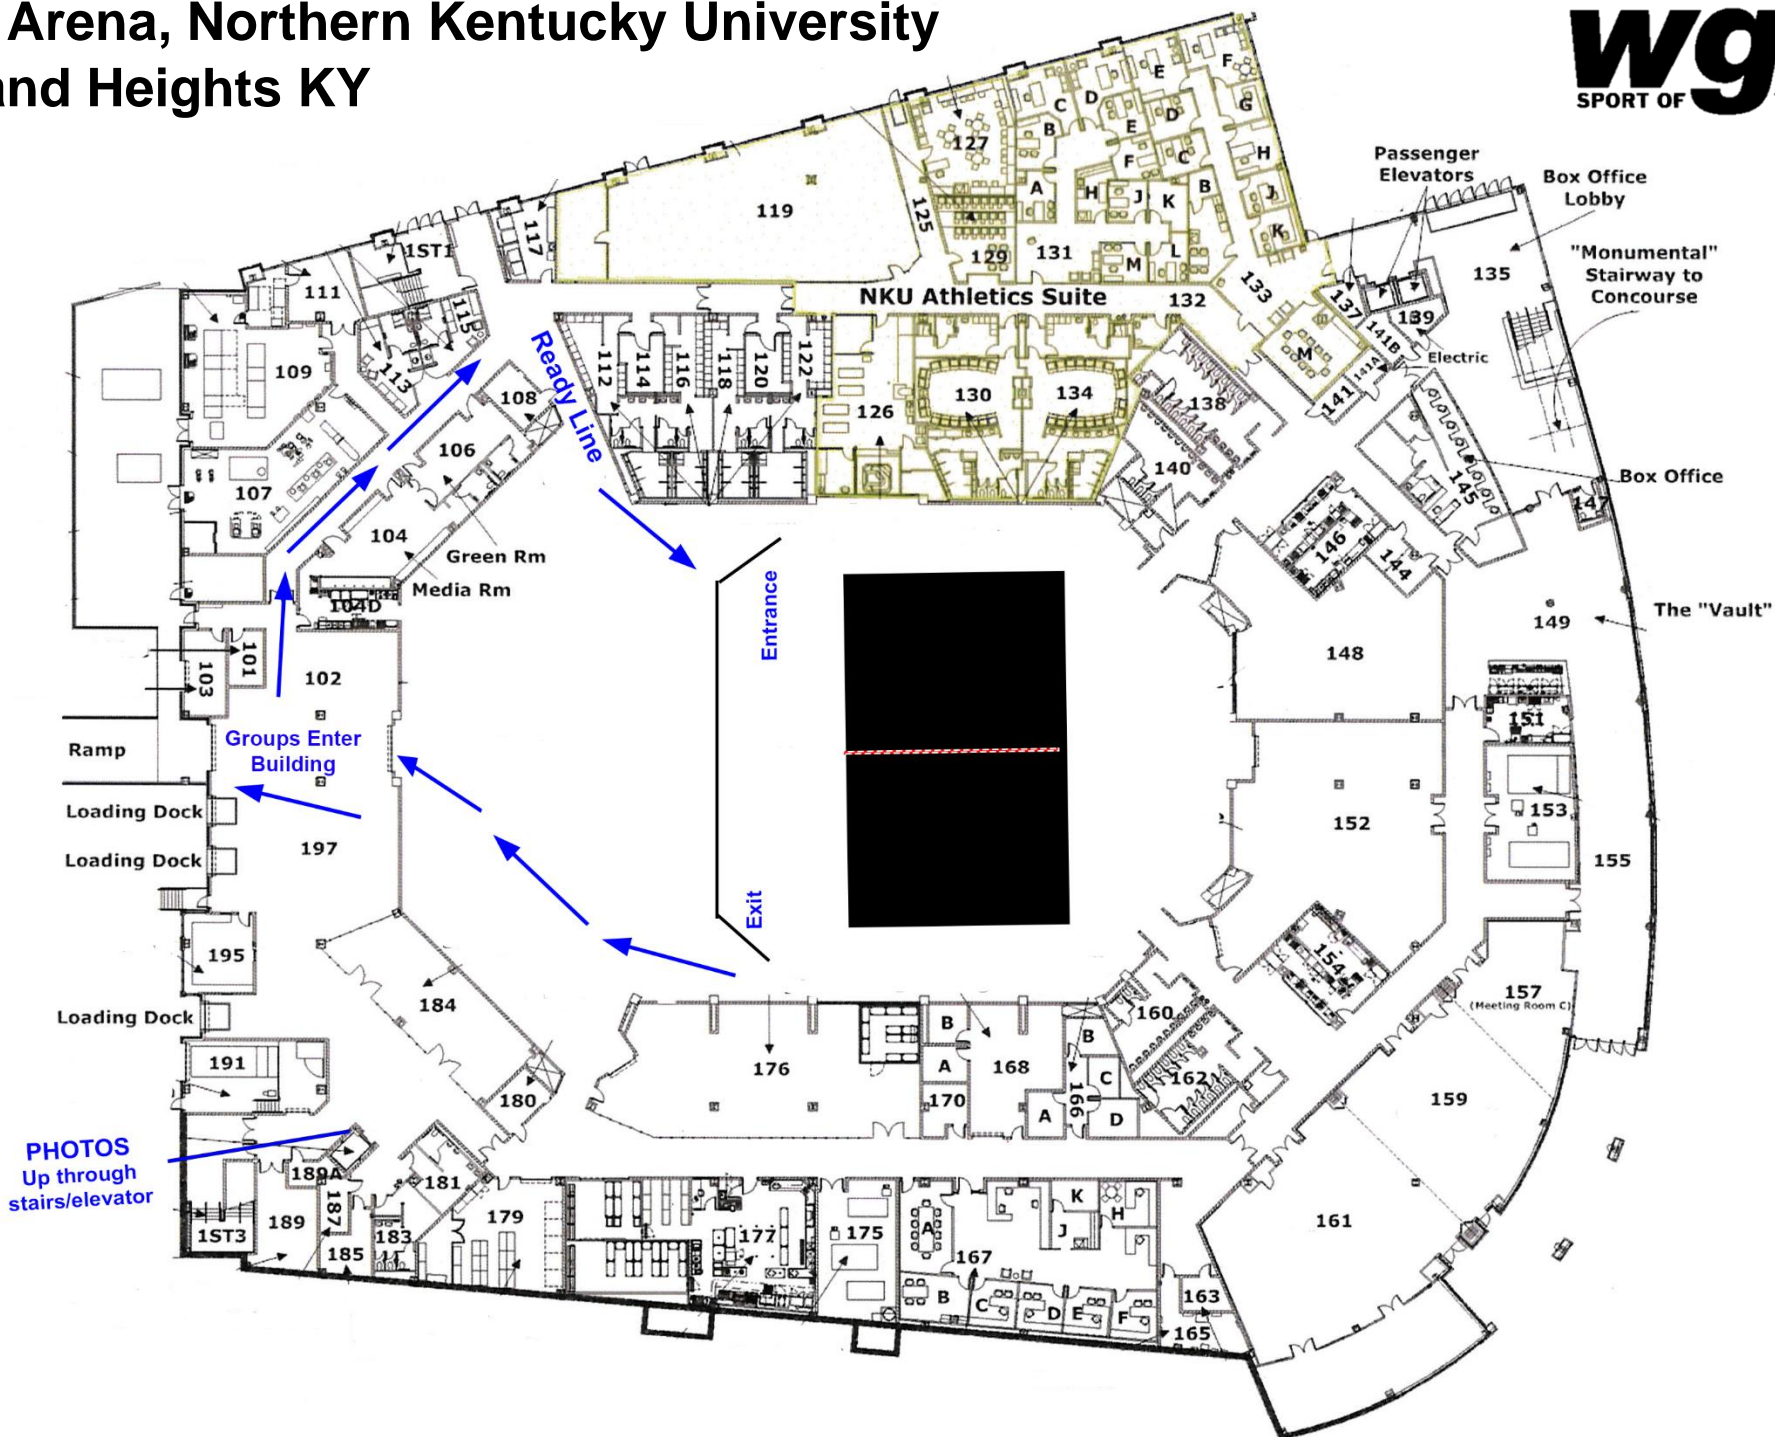 Arena, Northern Kentucky University
and Heights KY
wg
SPORT OF
Passenger
Elevators
Box Office
Lobby
"Monumental"
Stairway to
Concourse
135
F
E
G
D
C
D
E
B
H
F
C
A
H
J
K
B
J
K
L
M
127
125
129
131
119
117
1ST1
111
115
113
109
NKU Athletics Suite
132
133
137
139
141B
141A
141
Electric
M
Ready Line
112
114
116
118
120
122
126
130
134
138
140
108
106
107
104
Green Rm
Media Rm
104D
145
Box Office
146
144
149
The "Vault"
148
Entrance
101
103
102
Groups Enter
Building
Ramp
Loading Dock
Loading Dock
197
151
153
152
155
Exit
195
184
Loading Dock
154
157
(Meeting Room C)
191
180
176
B
A
170
168
A
166
B
C
D
160
162
159
PHOTOS
Up through
stairs/elevator
189A
187
181
1ST3
189
185
183
179
177
175
A
167
K
H
J
B
C
D
E
F
163
165
161